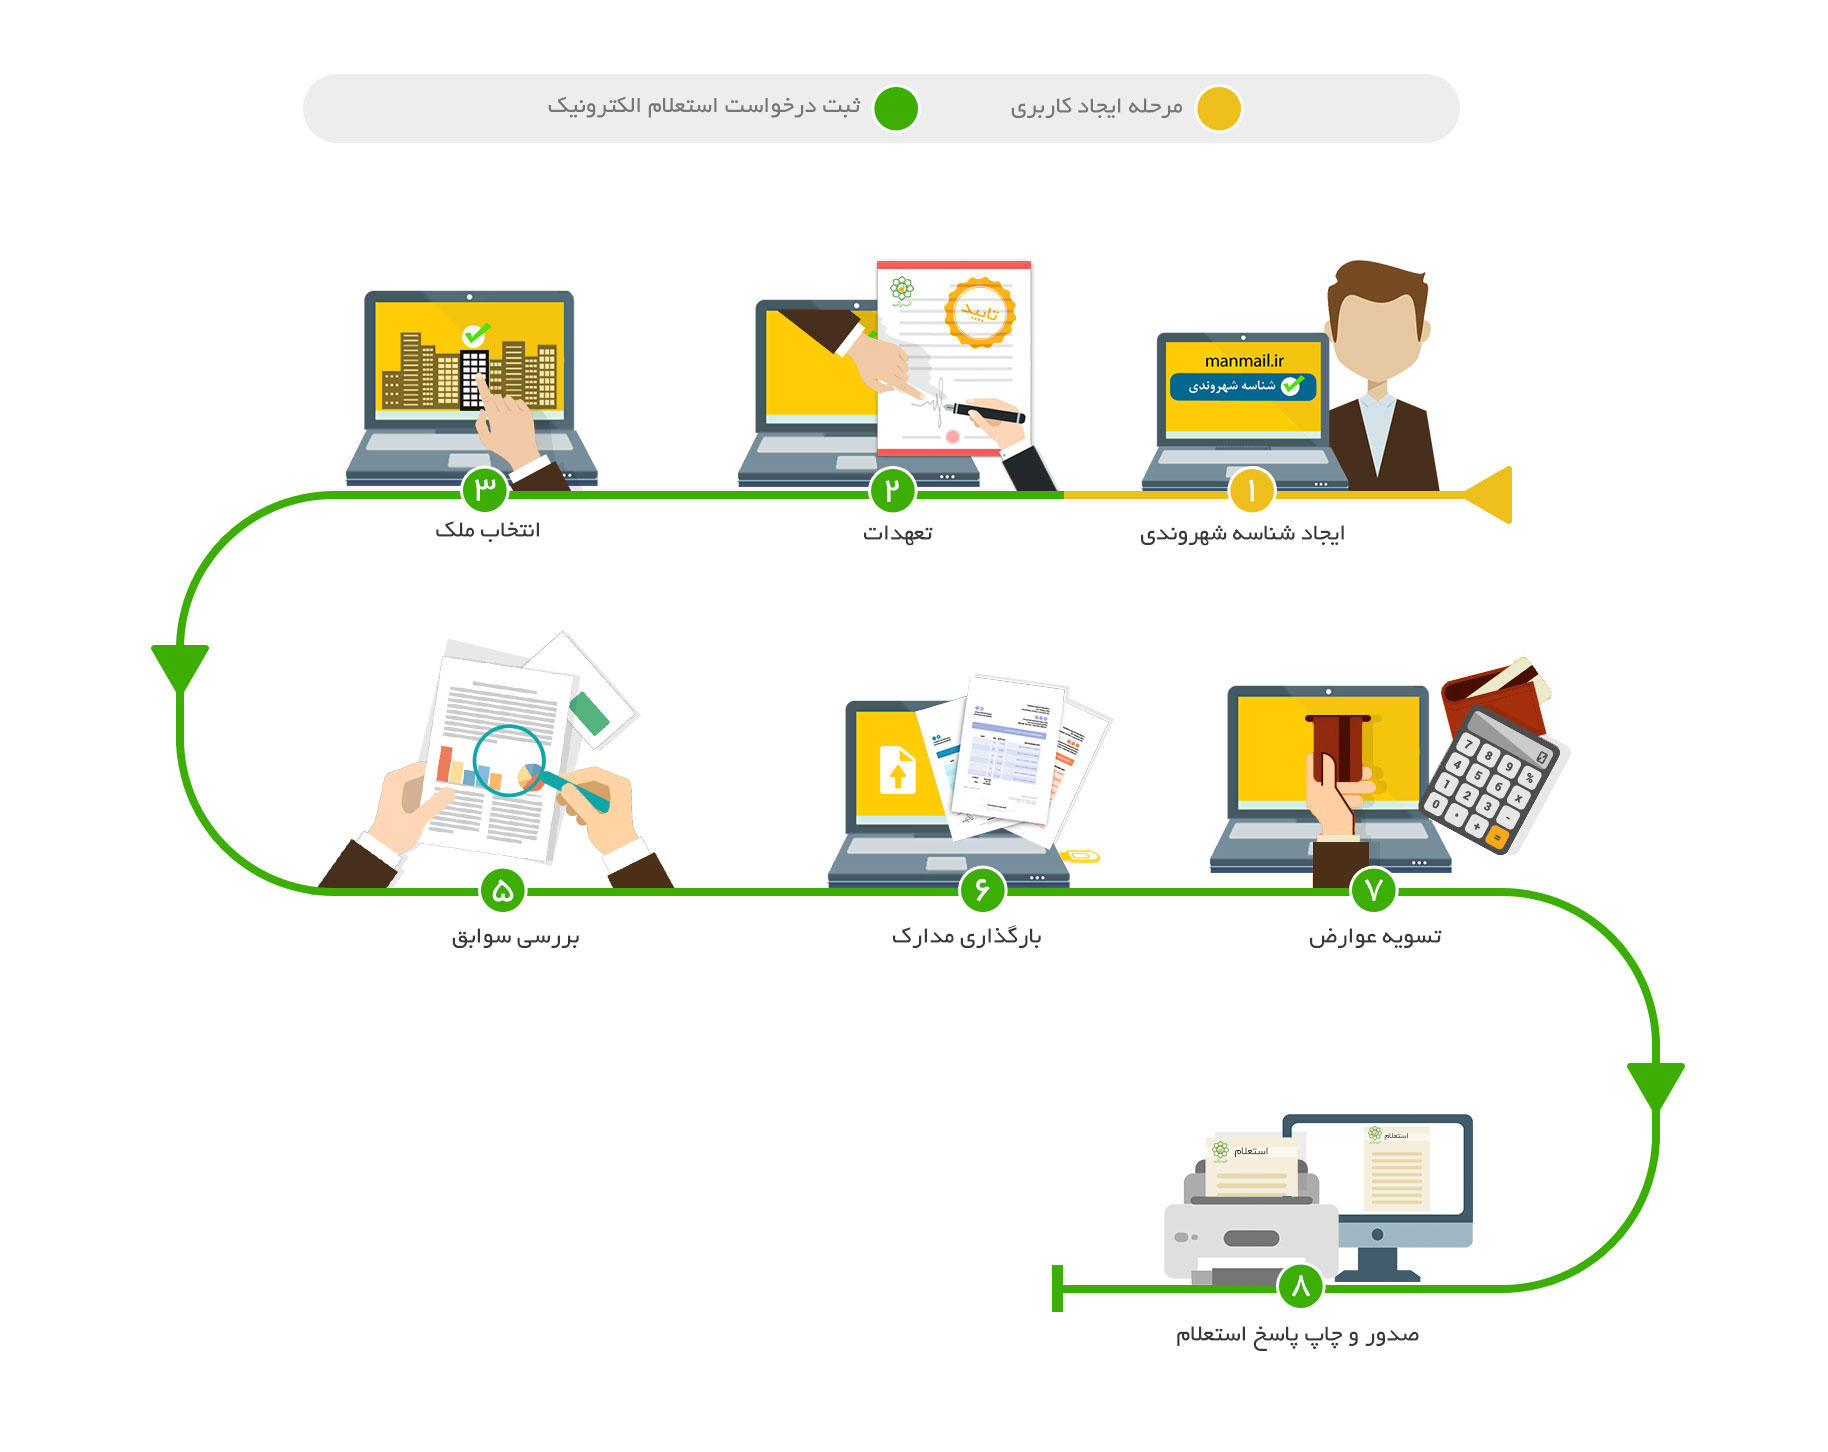 مرحله ایجاد کاربری
ثبت درخواست استعلام الکترونیک
manmail.ir
شناسه شهروندی
۱
ایجاد شناسه شهروندی
تایید
۲
تعهدات
۳
انتخاب ملک
۵
بررسی سوابق
۶
بارگذاری مدارک
0
7 8 9 %
4 5 6 x
1 2 3 -
0 . + =
۷
تسویه عوارض
استعلام
استعلام
۸
صدور و چاپ پاسخ استعلام